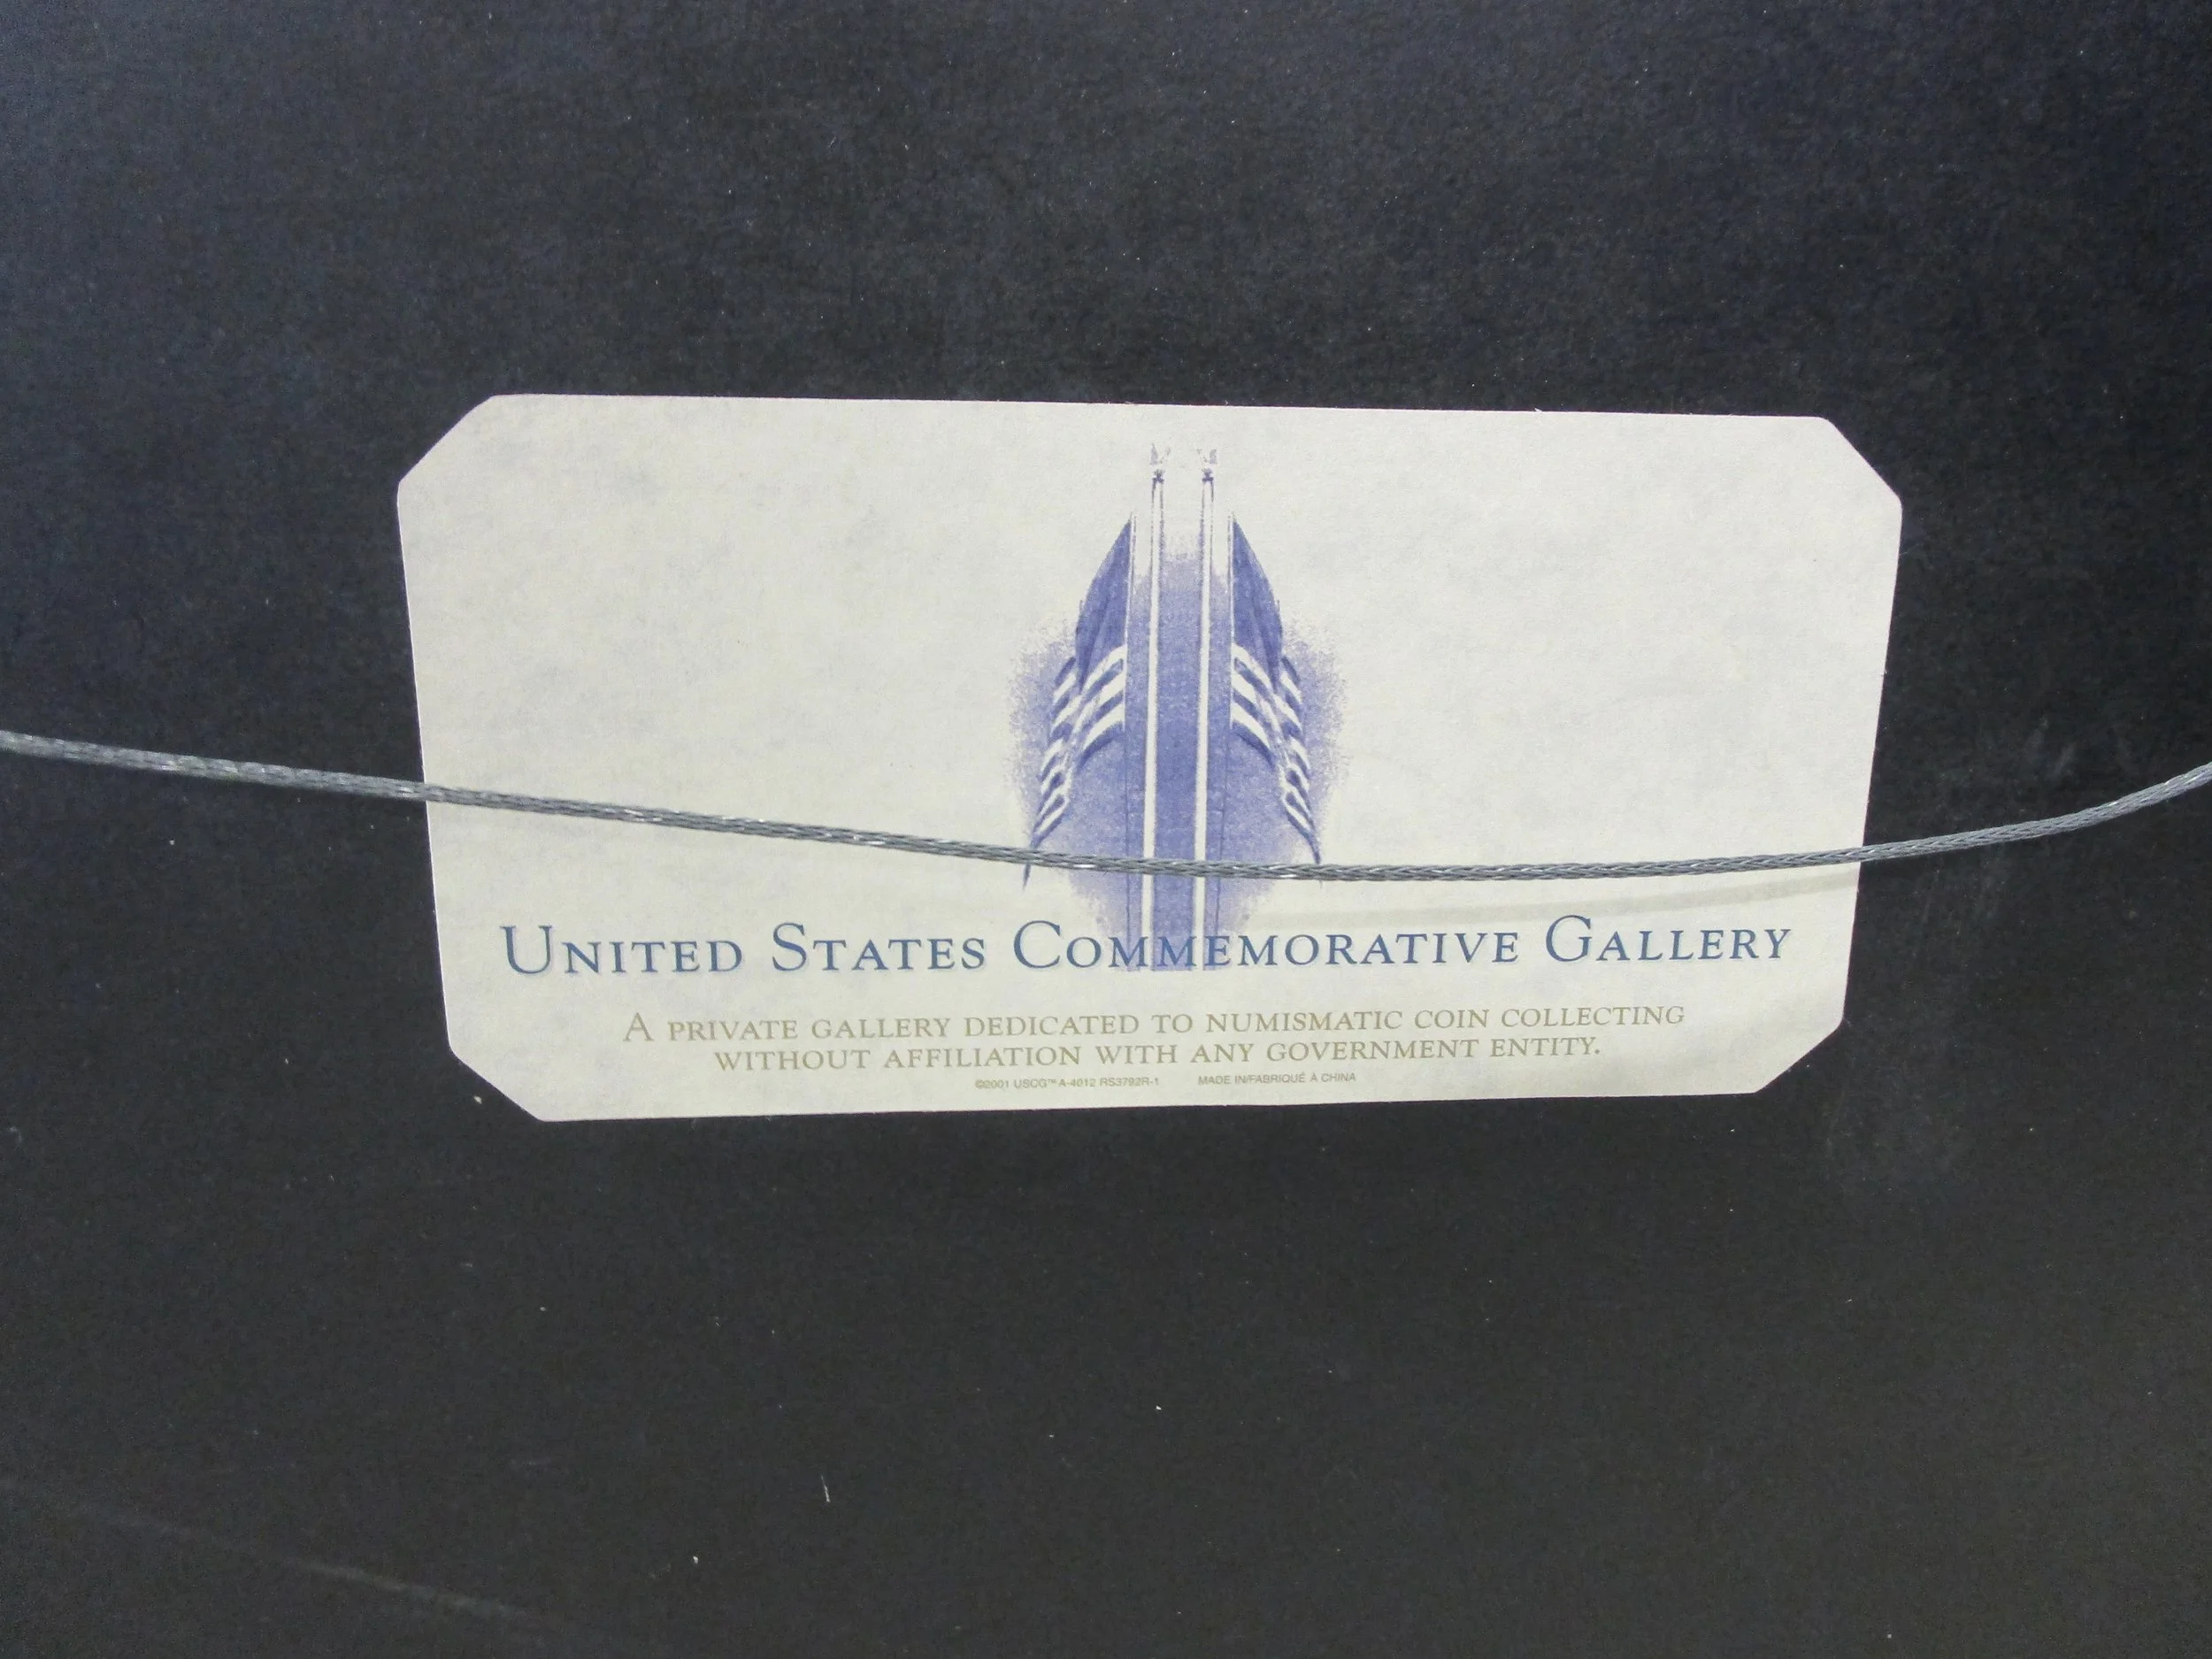 United States Commemorative Gallery
A private gallery dedicated to numismatic coin collecting
without affiliation with any government entity.
©2001 USCG™ A-4012 RS3792R-1 MADE IN/FABRIQUÉ À CHINA